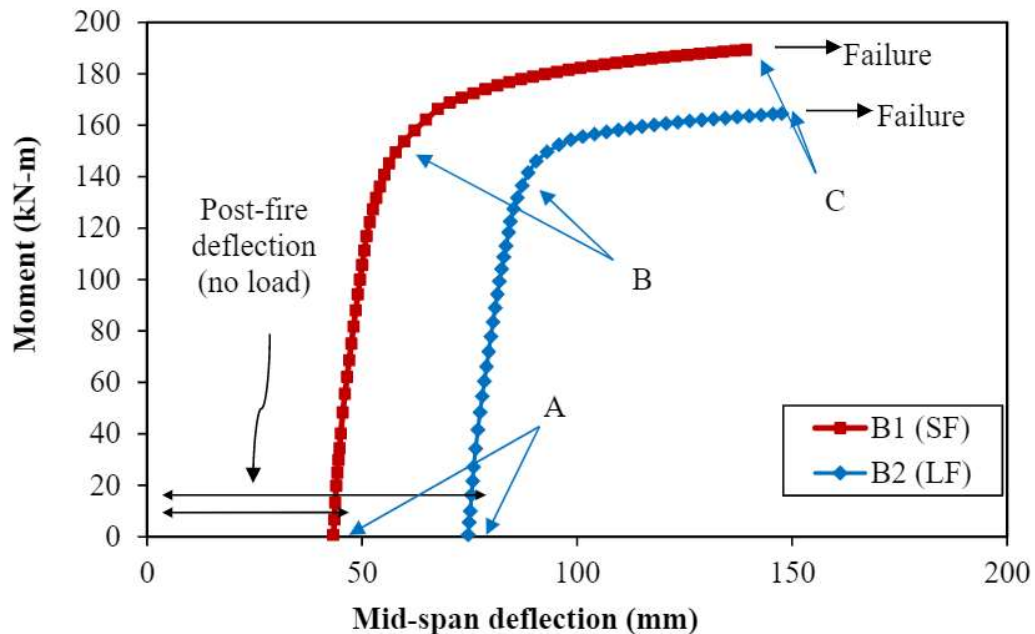 200
180
160
140
120
100
80
60
40
20
0
Moment (kN-m)
Failure
Failure
Post-fire
deflection
(no load)
A
B
C
B1 (SF)
B2 (LF)
0
50
100
150
200
Mid-span deflection (mm)